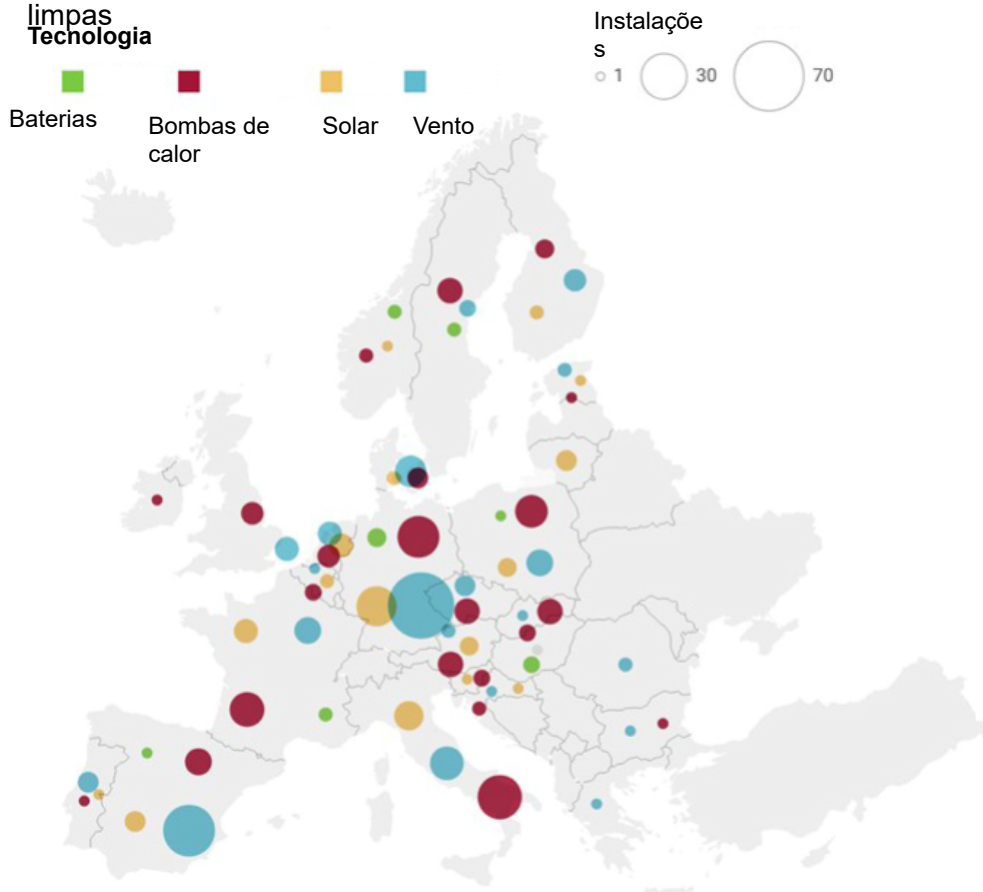 limpas
Tecnologia
Baterias
Bombas de
calor
Solar
Vento
Instalaçõe
s
1
30
70